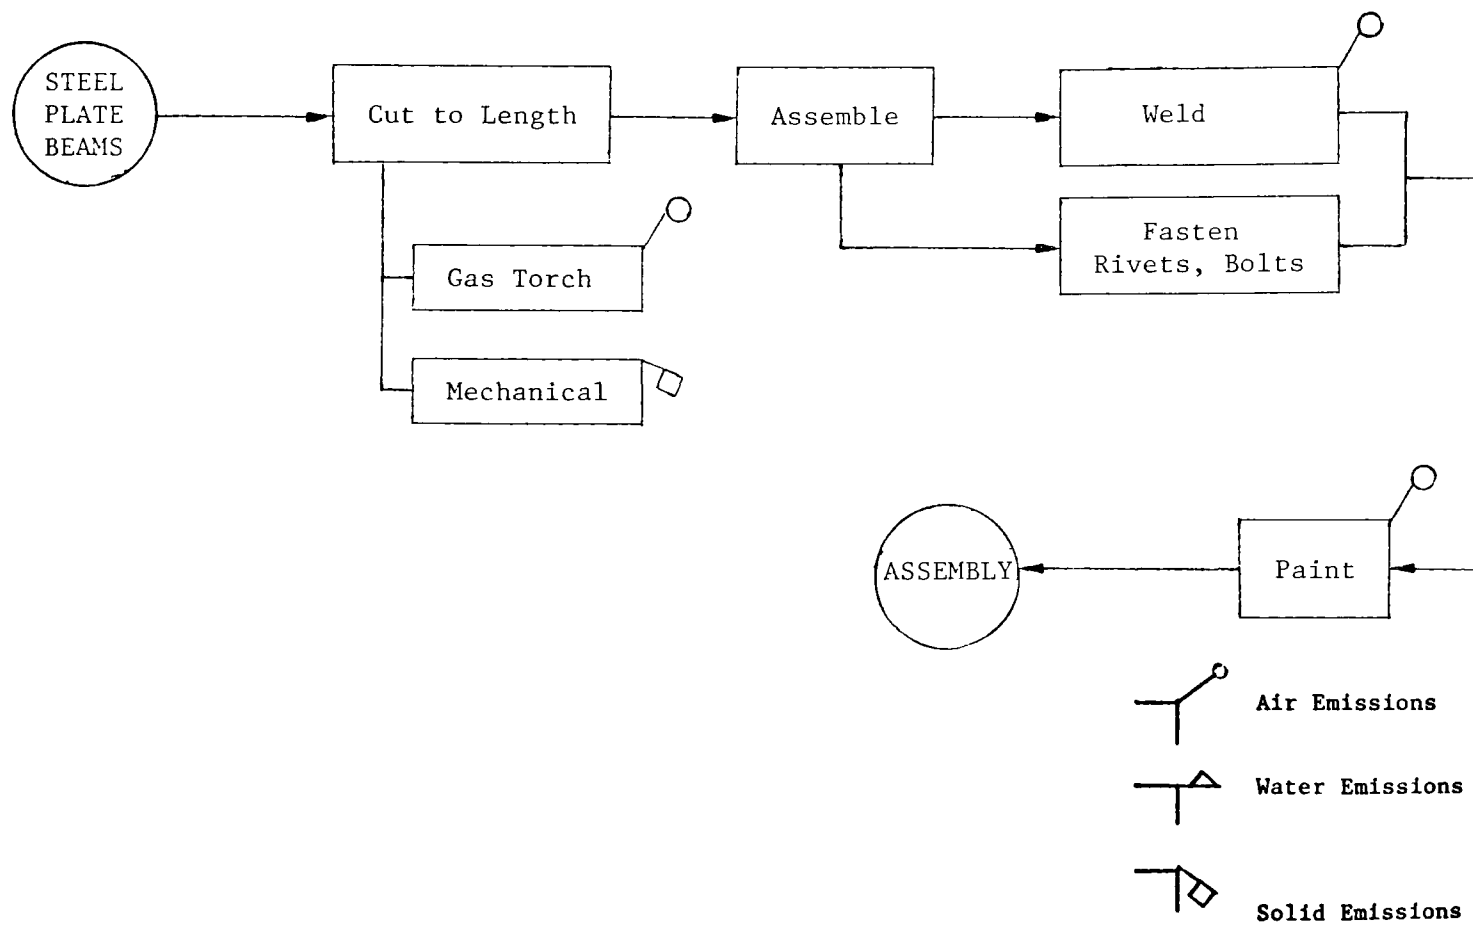 STEEL
PLATE
BEAMS
Cut to Length
Assemble
Weld
Fasten
Rivets, Bolts
Gas Torch
Mechanical
ASSEMBLY
Paint
Air Emissions
Water Emissions
Solid Emissions